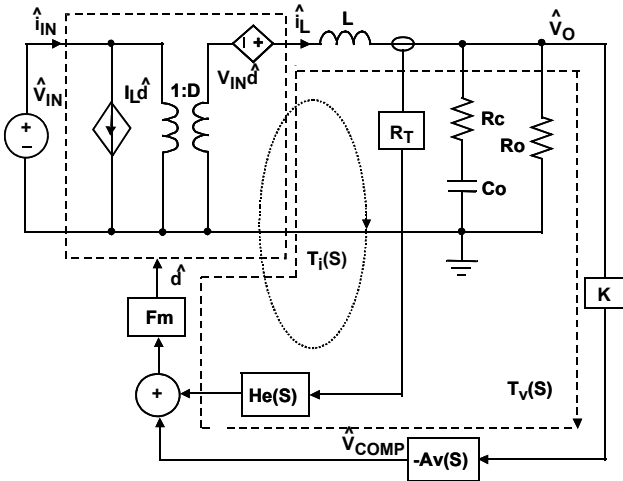 î_IN
î_L
L
V̂_O
V̂_IN
+
−
I_L d̂
1:D
V_IN d̂
+
R_T
Rc
Ro
Co
T_i(S)
d̂
K
Fm
+
He(S)
T_v(S)
V̂_COMP
-Av(S)